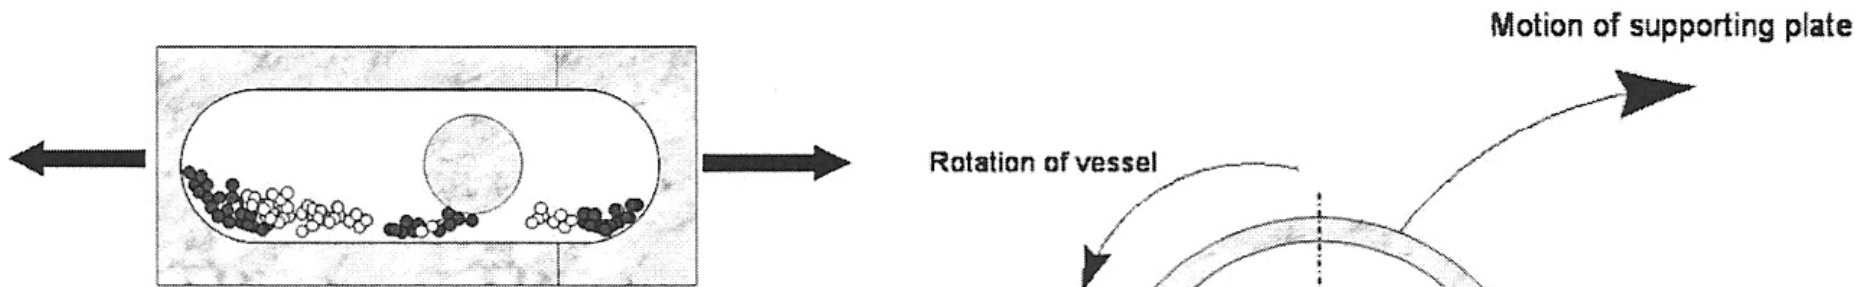 Motion of supporting plate
Rotation of vessel